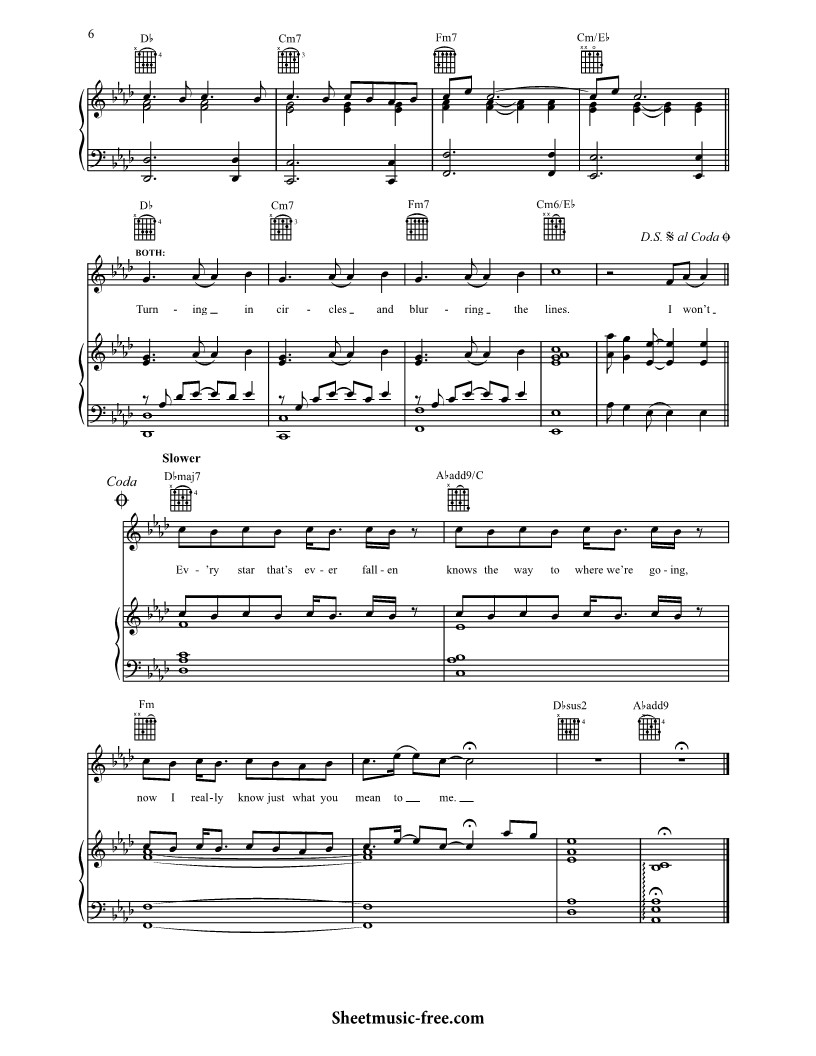 6
D♭ Cm7 Fm7 Cm/E♭
D♭ Cm7 Fm7 Cm6/E♭
D.S. 𝄋 al Coda 𝄌
BOTH:
Turn - ing in cir - cles and blur - ring the lines. I won't
Slower
Coda D♭maj7 A♭add9/C
Ev - 'ry star that's ev - er fall - en knows the way to where we're go - ing,
Fm D♭sus2 A♭add9
now I real - ly know just what you mean to me.
Sheetmusic-free.com